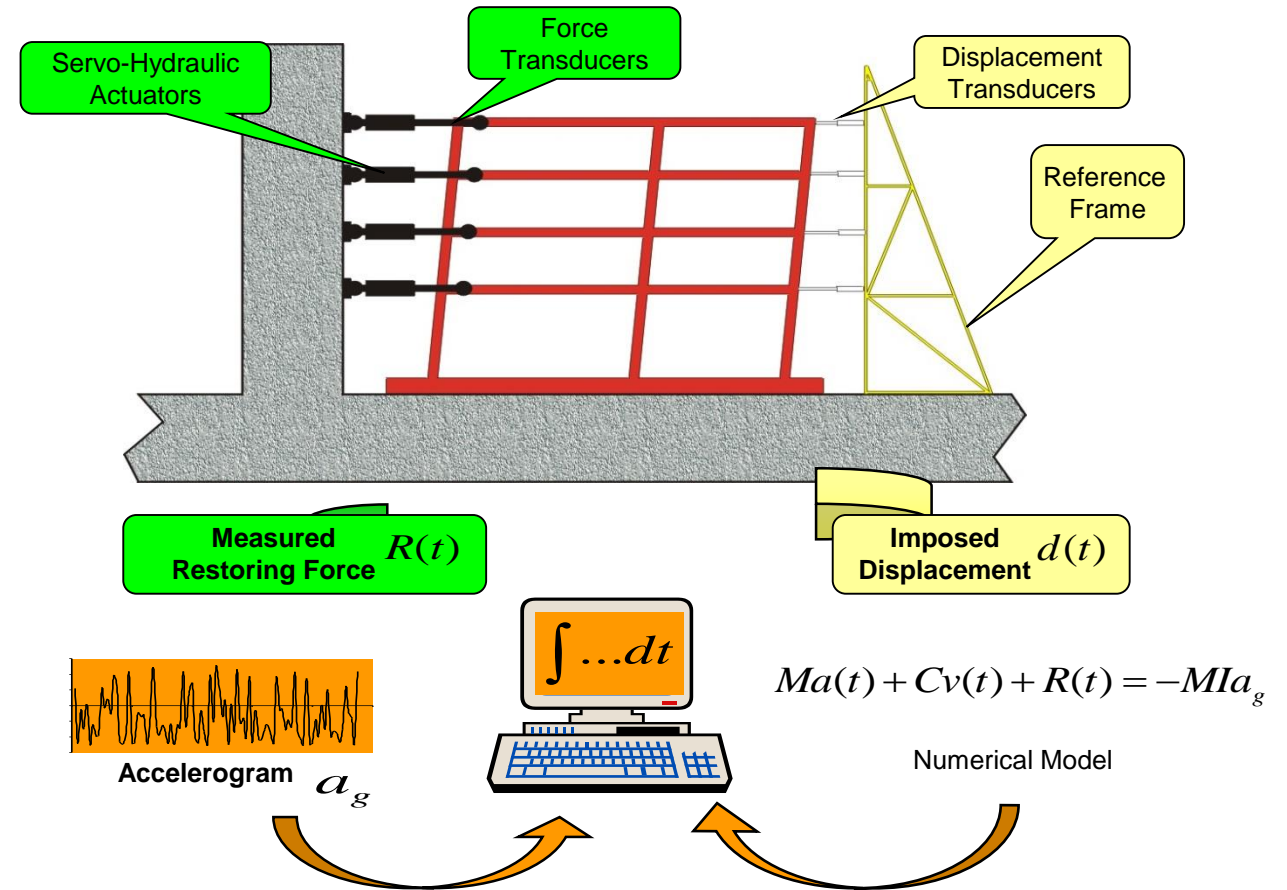 Servo-Hydraulic
Actuators
Force
Transducers
Displacement
Transducers
Reference
Frame
Measured
Restoring Force R(t)
Imposed
Displacement d(t)
∫ ...dt
Ma(t) + Cv(t) + R(t) = −MIa_g
Accelerogram a_g
Numerical Model